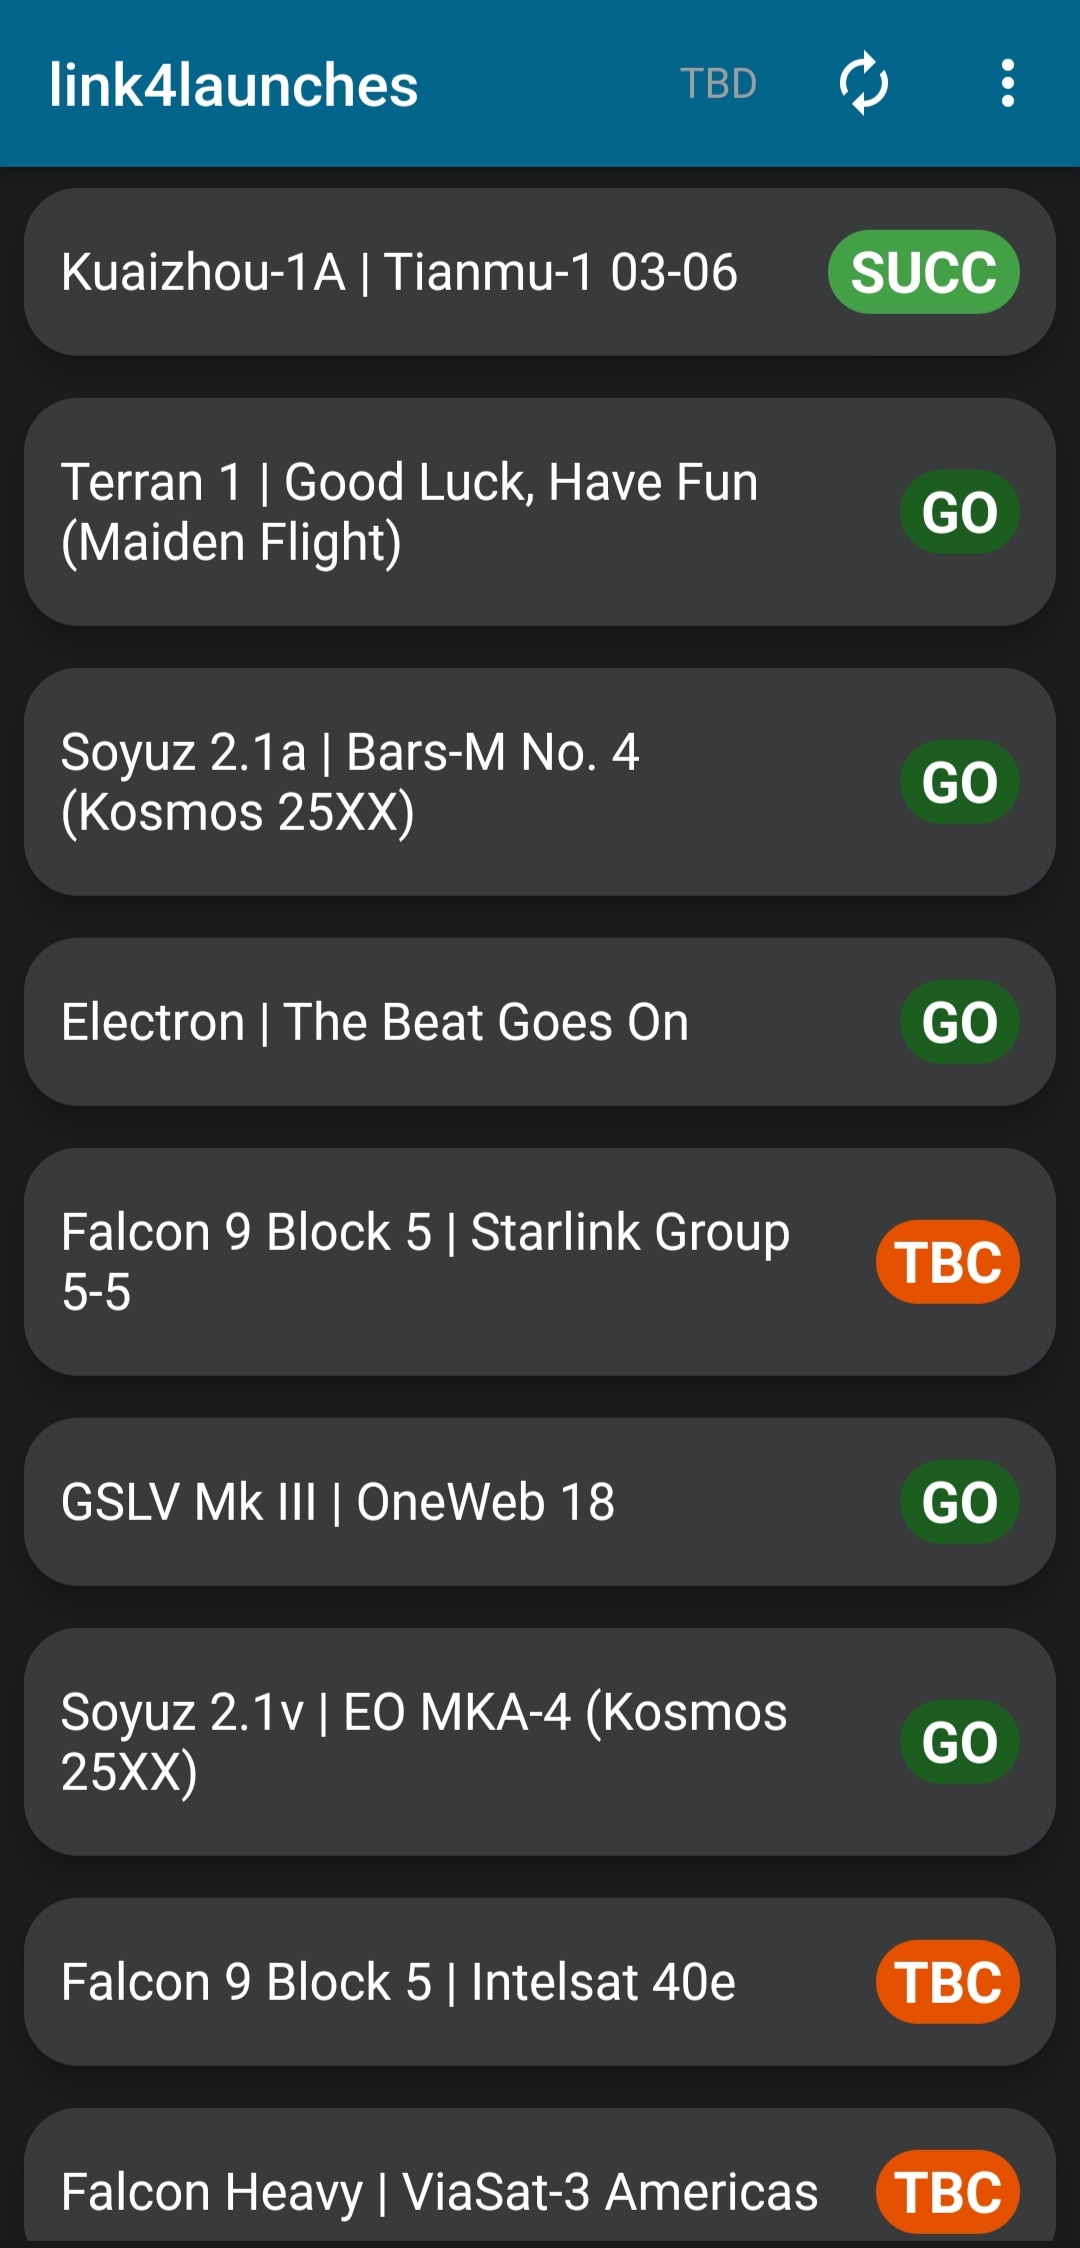 link4launches TBD
Kuaizhou-1A | Tianmu-1 03-06 SUCC
Terran 1 | Good Luck, Have Fun
(Maiden Flight)
GO
Soyuz 2.1a | Bars-M No. 4
(Kosmos 25XX)
GO
Electron | The Beat Goes On GO
Falcon 9 Block 5 | Starlink Group
5-5
TBC
GSLV Mk III | OneWeb 18 GO
Soyuz 2.1v | EO MKA-4 (Kosmos
25XX)
GO
Falcon 9 Block 5 | Intelsat 40e TBC
Falcon Heavy | ViaSat-3 Americas TBC